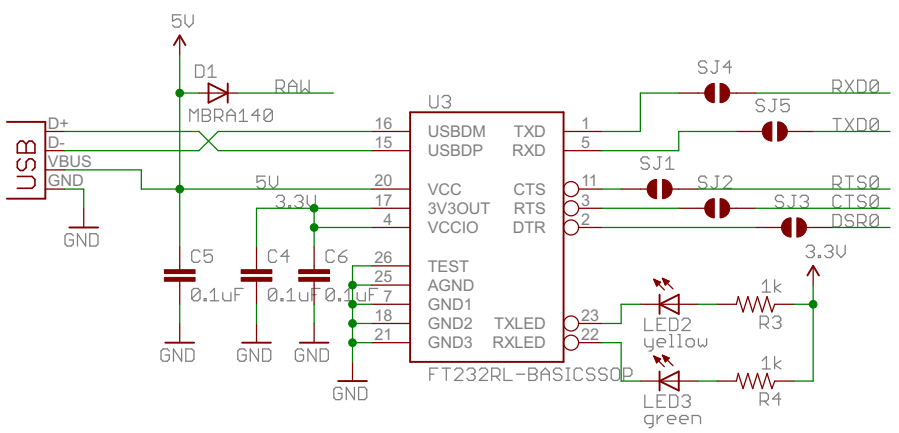 5V
D1
RAW
MBRA140
SJ4
RXD0
SJ5
TXD0
U3
USB
D+
D-
VBUS
GND
GND
16
15
20
17
4
26
25
7
18
21
USBDM
USBDP
VCC
3V3OUT
VCCIO
TEST
AGND
GND1
GND2
GND3
TXD
RXD
CTS
RTS
DTR
TXLED
RXLED
1
5
11
3
2
23
22
SJ1
RTS0
SJ2
CTS0
SJ3
DSR0
5V
3.3V
C5
0.1uF
GND
C4
0.1uF
GND
C6
0.1uF
GND
GND
FT232RL-BASICSSOP
3.3V
LED2
yellow
1k
R3
LED3
green
1k
R4